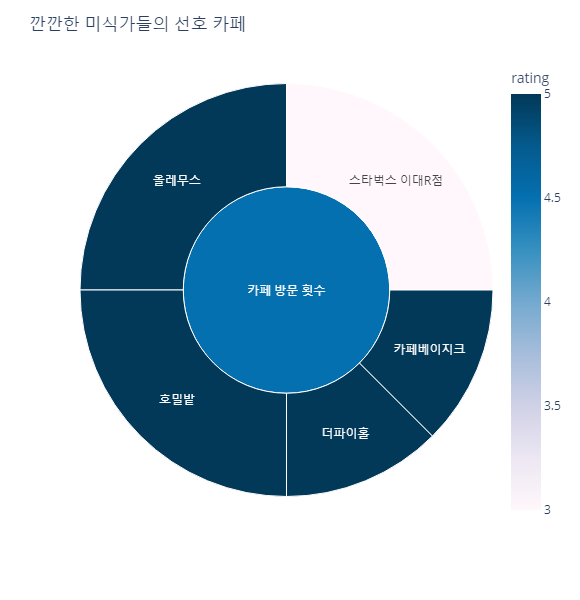 깐깐한 미식가들의 선호 카페
rating
5
4.5
4
3.5
3
올레무스
스타벅스 이대R점
카페 방문 횟수
카페베이지크
호밀밭
더파이홀